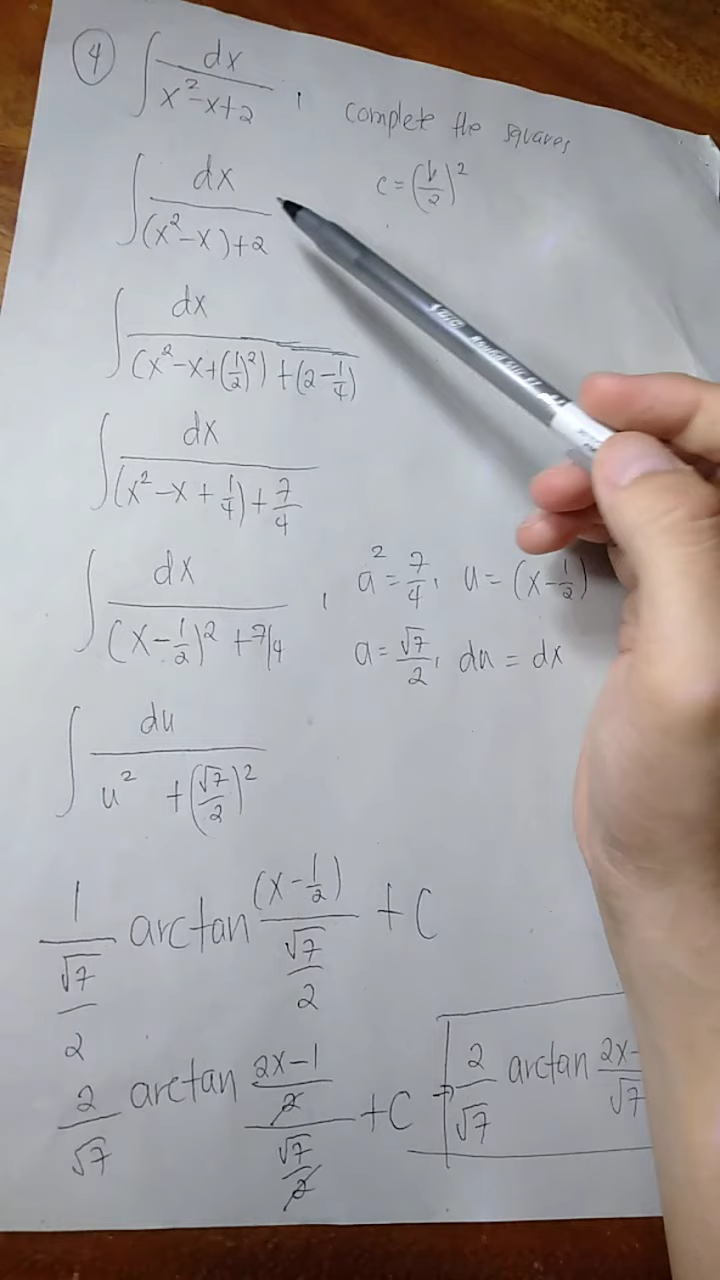 ④ ∫ dx / (x² - x + 2) , complete the squares
∫ dx / ((x² - x) + 2)    c = (b/2)²
∫ dx / ((x² - x + (1/2)²) + (2 - 1/4))
∫ dx / ((x² - x + 1/4) + 7/4)
∫ dx / ((x - 1/2)² + 7/4) , a² = 7/4, u = (x - 1/2)
a = √7/2, du = dx
∫ du / (u² + (√7/2)²)
1/(√7/2) arctan (x - 1/2)/(√7/2) + C
2/√7 arctan ((2x-1)/2)/(√7/2) + C → 2/√7 arctan 2x-/√7